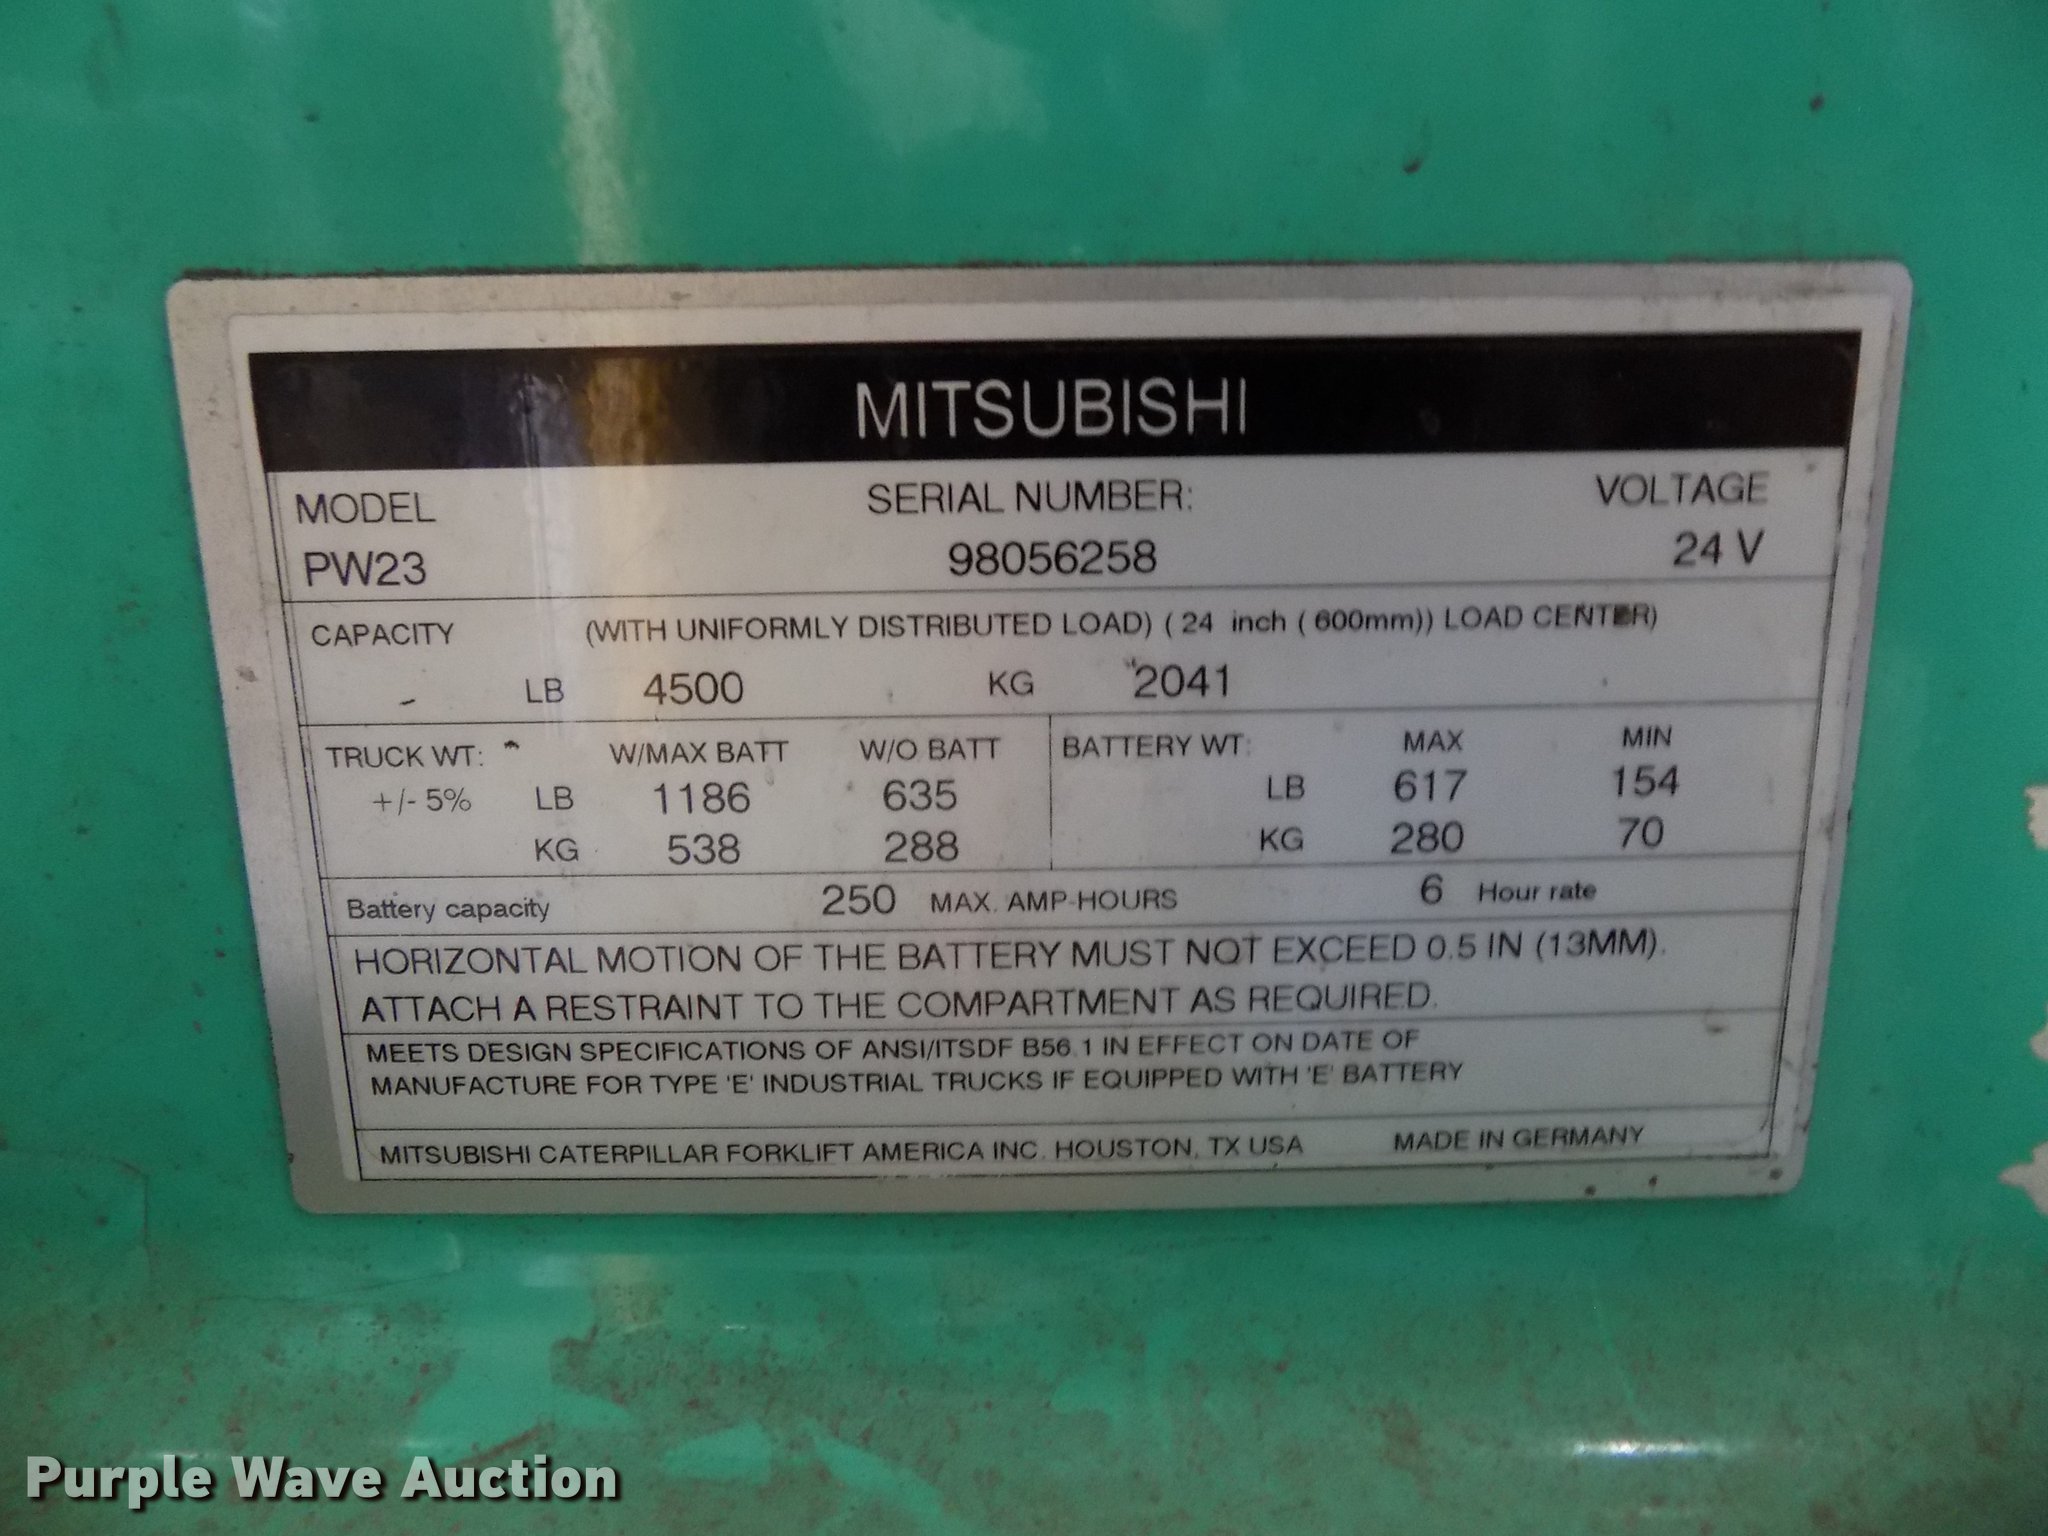 MITSUBISHI
MODEL SERIAL NUMBER: VOLTAGE
PW23 98056258 24 V
CAPACITY (WITH UNIFORMLY DISTRIBUTED LOAD) ( 24 inch ( 600mm)) LOAD CENTER)
LB 4500 KG 2041
TRUCK WT: W/MAX BATT W/O BATT BATTERY WT: MAX MIN
+/- 5% LB 1186 635 LB 617 154
KG 538 288 KG 280 70
Battery capacity 250 MAX. AMP-HOURS 6 Hour rate
HORIZONTAL MOTION OF THE BATTERY MUST NOT EXCEED 0.5 IN (13MM).
ATTACH A RESTRAINT TO THE COMPARTMENT AS REQUIRED.
MEETS DESIGN SPECIFICATIONS OF ANSI/ITSDF B56.1 IN EFFECT ON DATE OF
MANUFACTURE FOR TYPE 'E' INDUSTRIAL TRUCKS IF EQUIPPED WITH 'E' BATTERY
MITSUBISHI CATERPILLAR FORKLIFT AMERICA INC. HOUSTON, TX USA MADE IN GERMANY
Purple Wave Auction